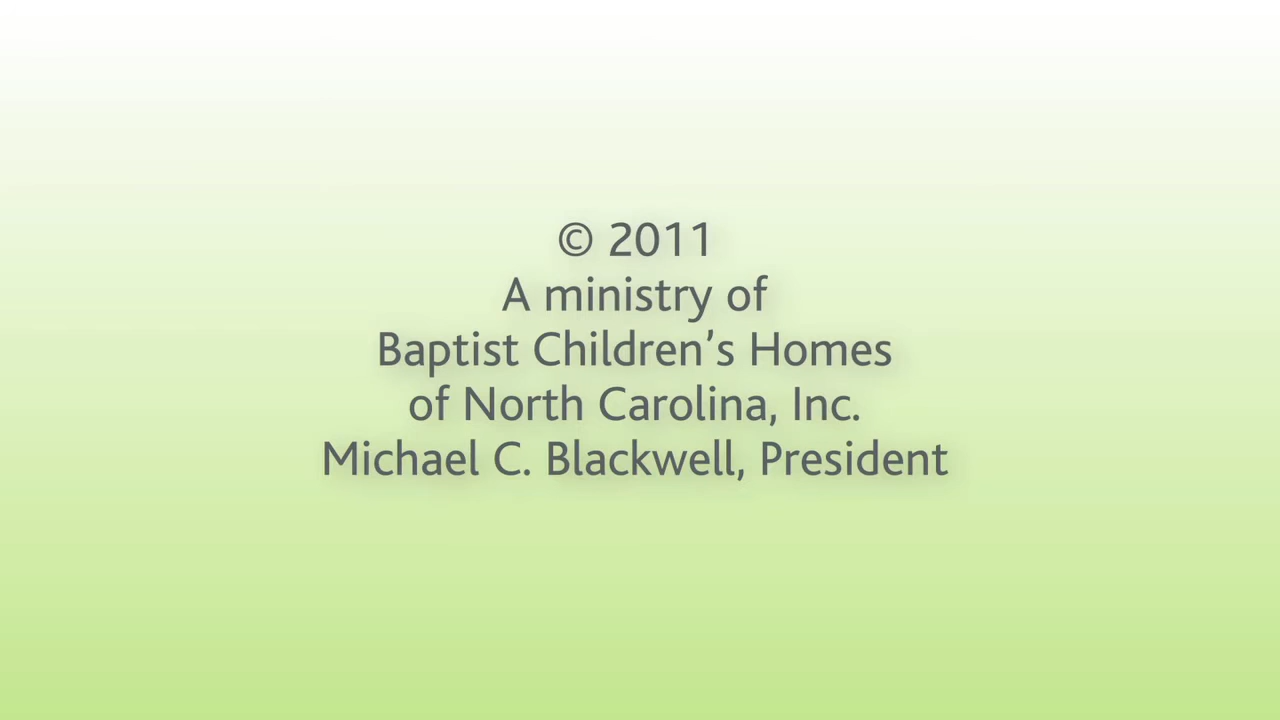 © 2011
A ministry of
Baptist Children’s Homes
of North Carolina, Inc.
Michael C. Blackwell, President